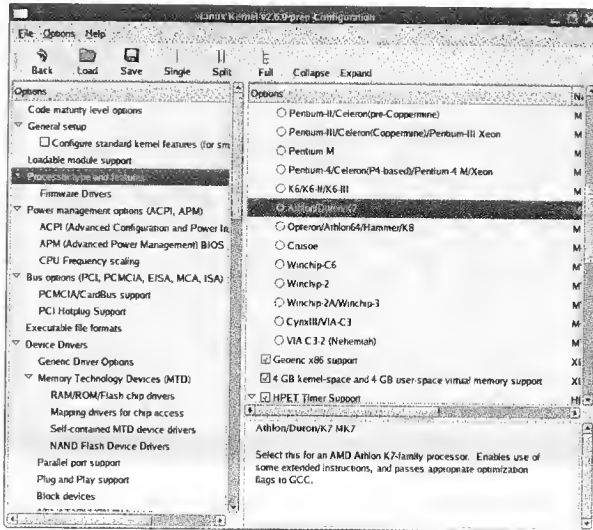 Linux Kernel v2.6.9-prep Configuration
File Options Help
Back Load Save Single Split Full Collapse Expand
Options
Code maturity level options
General setup
Configure standard kernel features (for sm
Loadable module support
Processor type and features
Firmware Drivers
Power management options (ACPI, APM)
ACPI (Advanced Configuration and Power In
APM (Advanced Power Management) BIOS
CPU Frequency scaling
Bus options (PCI, PCMCIA, EISA, MCA, ISA)
PCMCIA/CardBus support
PCI Hotplug Support
Executable file formats
Device Drivers
Generic Driver Options
Memory Technology Devices (MTD)
RAM/ROM/Flash chip drivers
Mapping drivers for chip access
Self-contained MTD device drivers
NAND Flash Device Drivers
Parallel port support
Plug and Play support
Block devices
Options
Pentium-II/Celeron(pre-Coppermine) M
Pentium-III/Celeron(Coppermine)/Pentium-III Xeon M
Pentium M M
Pentium-4/Celeron(P4-based)/Pentium-4 M/Xeon M
K6/K6-II/K6-III M
Athlon/Duron/K7
Opteron/Athlon64/Hammer/K8 M
Crusoe M
Winchip-C6 M
Winchip-2 M
Winchip-2A/Winchip-3 M
CyrixIII/VIA-C3 M
VIA C3-2 (Nehemiah) M
Generic x86 support
4 GB kernel-space and 4 GB user-space virtual memory support
HPET Timer Support
Athlon/Duron/K7 MK7
Select this for an AMD Athlon K7-family processor. Enables use of
some extended instructions, and passes appropriate optimization
flags to GCC.